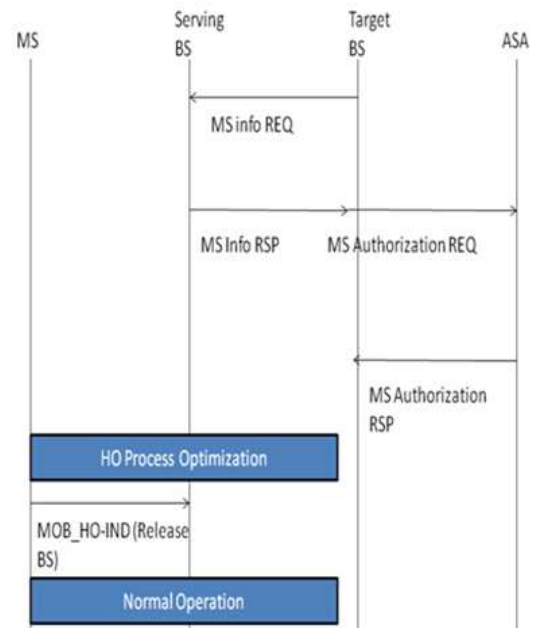 MS
Serving
BS
Target
BS
ASA
MS info REQ
MS Info RSP
MS Authorization REQ
MS Authorization
RSP
HO Process Optimization
MOB_HO-IND (Release
BS)
Normal Operation